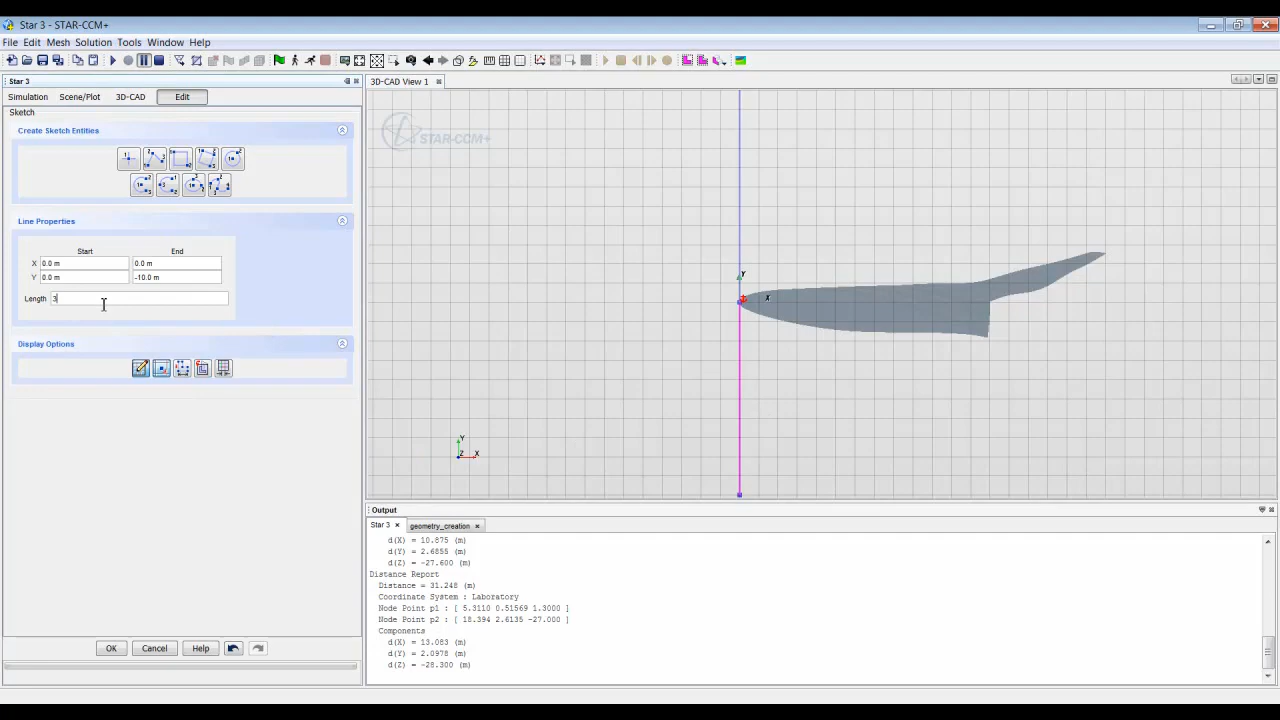 Star 3 - STAR-CCM+
File Edit Mesh Solution Tools Window Help
Star 3
Simulation Scene/Plot 3D-CAD Edit
Sketch
Create Sketch Entities
Line Properties
Start End
X 0.0 m 0.0 m
Y 0.0 m -10.0 m
Length 3
Display Options
OK Cancel Help
3D-CAD View 1
STAR-CCM+
Y
X
Y
Z X
Output
Star 3 geometry_creation
d(X) = 10.875 (m)
d(Y) = 2.6855 (m)
d(Z) = -27.600 (m)
Distance Report
Distance = 31.248 (m)
Coordinate System : Laboratory
Node Point p1 : [ 5.3110 0.51569 1.3000 ]
Node Point p2 : [ 18.394 2.6135 -27.000 ]
Components
d(X) = 13.083 (m)
d(Y) = 2.0978 (m)
d(Z) = -28.300 (m)